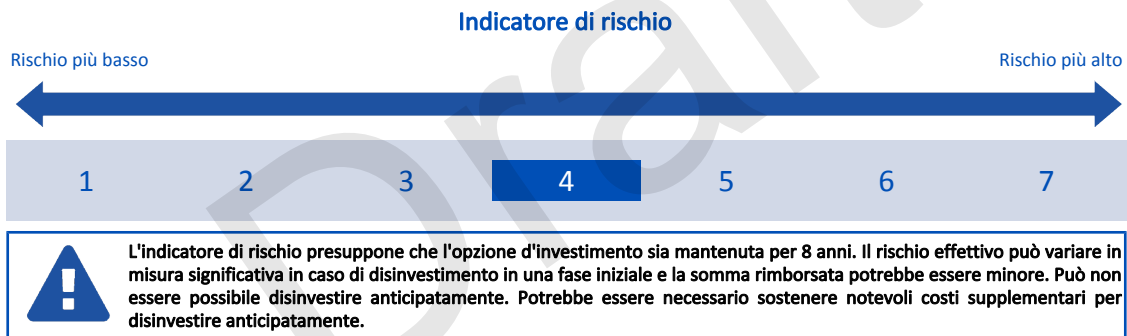 Indicatore di rischio
Rischio più basso
Rischio più alto
1 2 3 4 5 6 7
L'indicatore di rischio presuppone che l'opzione d'investimento sia mantenuta per 8 anni. Il rischio effettivo può variare in
misura significativa in caso di disinvestimento in una fase iniziale e la somma rimborsata potrebbe essere minore. Può non
essere possibile disinvestire anticipatamente. Potrebbe essere necessario sostenere notevoli costi supplementari per
disinvestire anticipatamente.
Draft